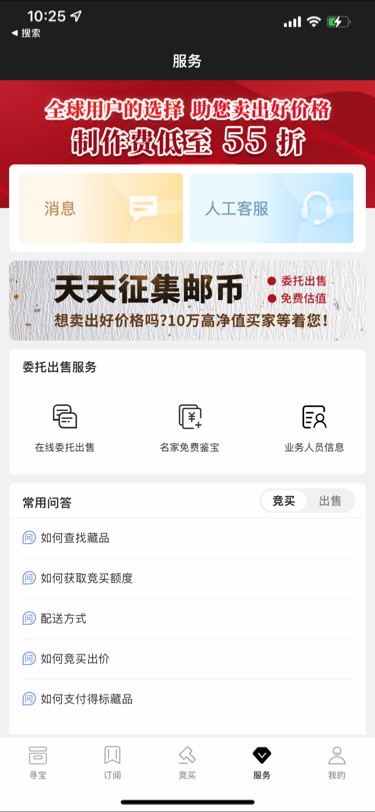 10:25
搜索
服务
全球用户的选择 助您卖出好价格
制作费低至 55 折
消息
人工客服
天天征集邮币
委托出售
免费估值
想卖出好价格吗?10万高净值买家等着您!
委托出售服务
在线委托出售
名家免费鉴宝
业务人员信息
常用问答
竞买
出售
问 如何查找藏品
问 如何获取竞买额度
问 配送方式
问 如何竞买出价
问 如何支付得标藏品
寻宝
订阅
竞买
服务
我的